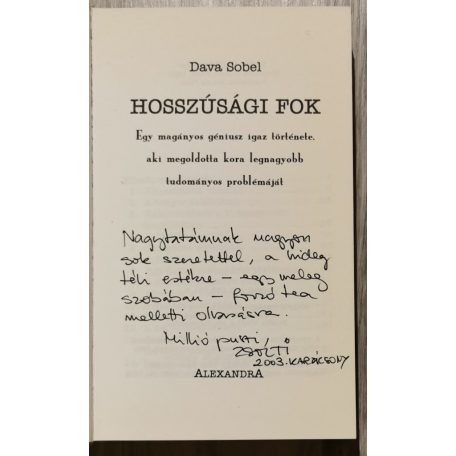 Dava Sobel
HOSSZÚSÁGI FOK
Egy magányos géniusz igaz története,
aki megoldotta kora legnagyobb
tudományos problémáját
Nagytatámnak nagyon
sok szeretettel, a hideg
téli estékre – egy meleg
szobában – forró tea
melletti olvasásra.
Millió puszi,
ZSOLTI
2003. KARÁCSONY
ALEXANDRA